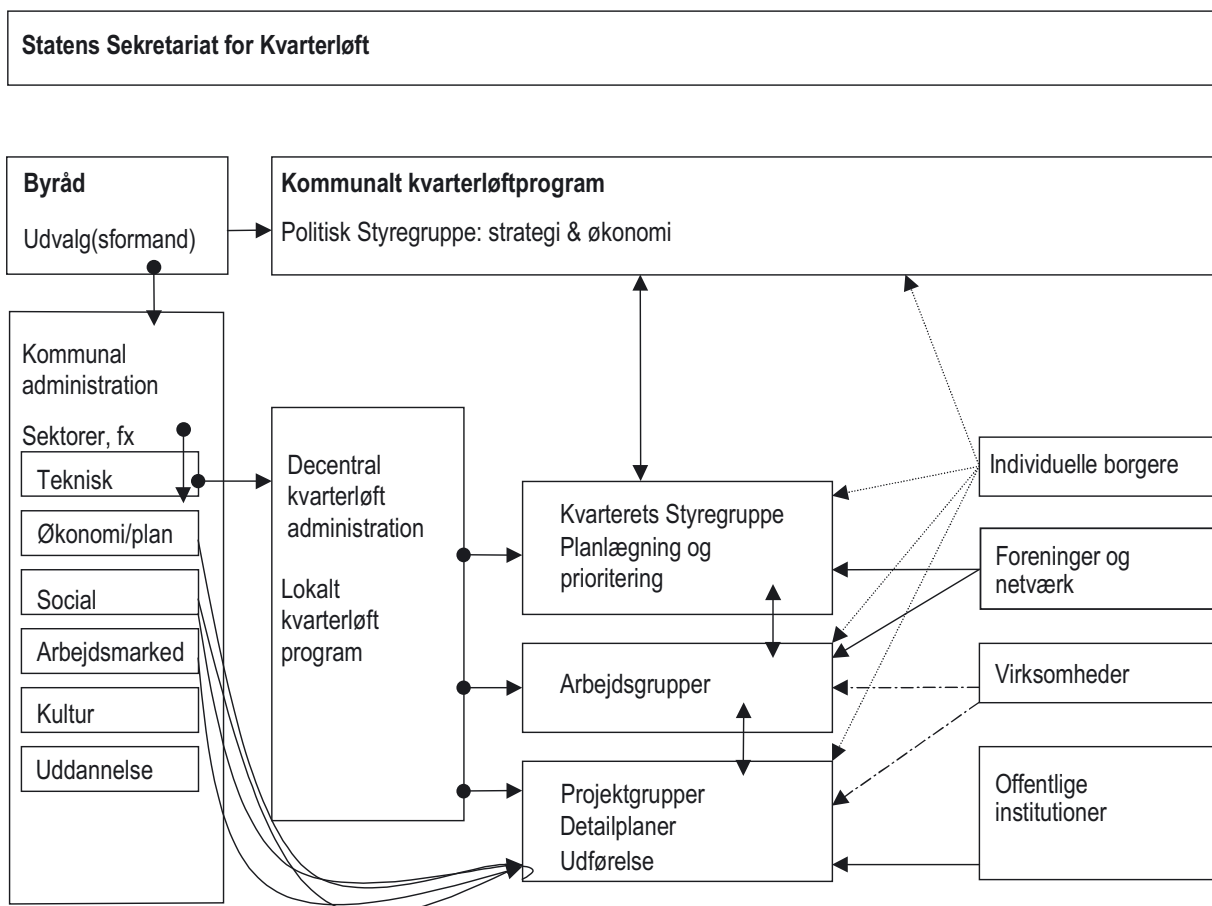 Statens Sekretariat for Kvarterløft
Byråd
Udvalg(sformand)
Kommunalt kvarterløftprogram
Politisk Styregruppe: strategi & økonomi
Kommunal
administration
Sektorer, fx
Teknisk
Økonomi/plan
Social
Arbejdsmarked
Kultur
Uddannelse
Decentral
kvarterløft
administration
Lokalt
kvarterløft
program
Kvarterets Styregruppe
Planlægning og
prioritering
Arbejdsgrupper
Projektgrupper
Detailplaner
Udførelse
Individuelle borgere
Foreninger og
netværk
Virksomheder
Offentlige
institutioner